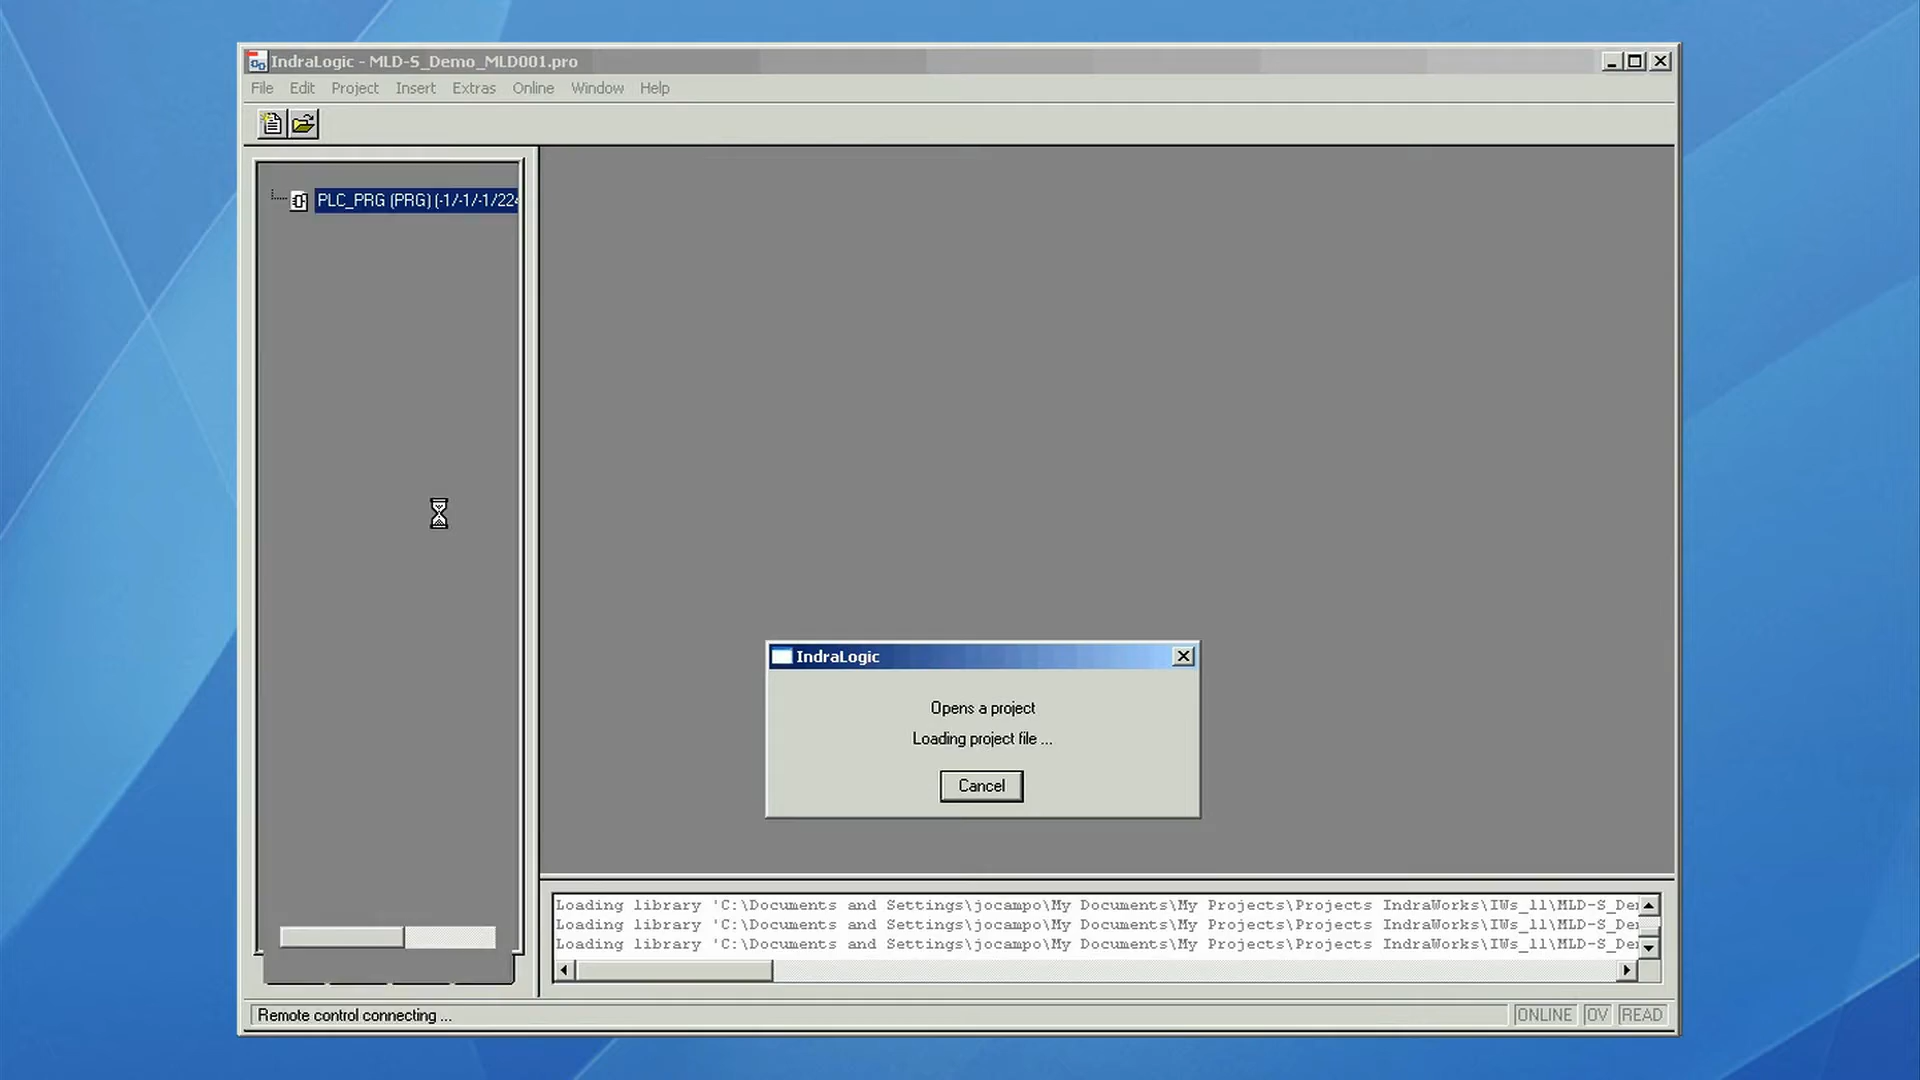 IndraLogic - MLD-S_Demo_MLD001.pro
File Edit Project Insert Extras Online Window Help
PLC_PRG (PRG) (-1/-1/-1/224
IndraLogic
Opens a project
Loading project file ...
Cancel
Loading library 'C:\Documents and Settings\jocampo\My Documents\My Projects\Projects IndraWorks\IWs_11\MLD-S_De
Loading library 'C:\Documents and Settings\jocampo\My Documents\My Projects\Projects IndraWorks\IWs_11\MLD-S_De
Loading library 'C:\Documents and Settings\jocampo\My Documents\My Projects\Projects IndraWorks\IWs_11\MLD-S_De
Remote control connecting ...
ONLINE OV READ